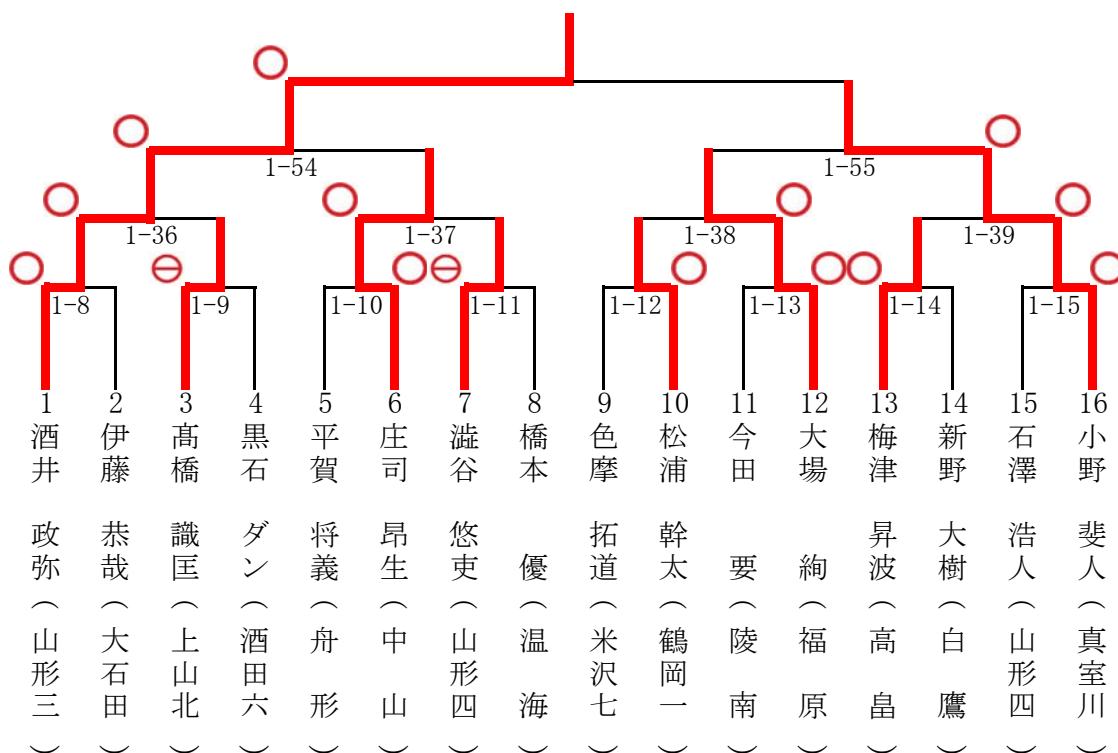 1-54
1-55
1-36
1-37
1-38
1-39
1-8
1-9
1-10
1-11
1-12
1-13
1-14
1-15
1 酒井 政弥(山形三)
2 伊藤 恭哉(大石田)
3 髙橋 識匡(上山北)
4 黒石 ダン(酒田六)
5 平賀 将義(舟形)
6 庄司 昂生(中山)
7 澁谷 悠吏(山形四)
8 橋本 優(温海)
9 色摩 拓道(米沢七)
10 松浦 幹太(鶴岡一)
11 今田 要(陵南)
12 大場 絢(福原)
13 梅津 昇波(高畠)
14 新野 大樹(白鷹)
15 石澤 浩人(山形四)
16 小野 斐人(真室川)